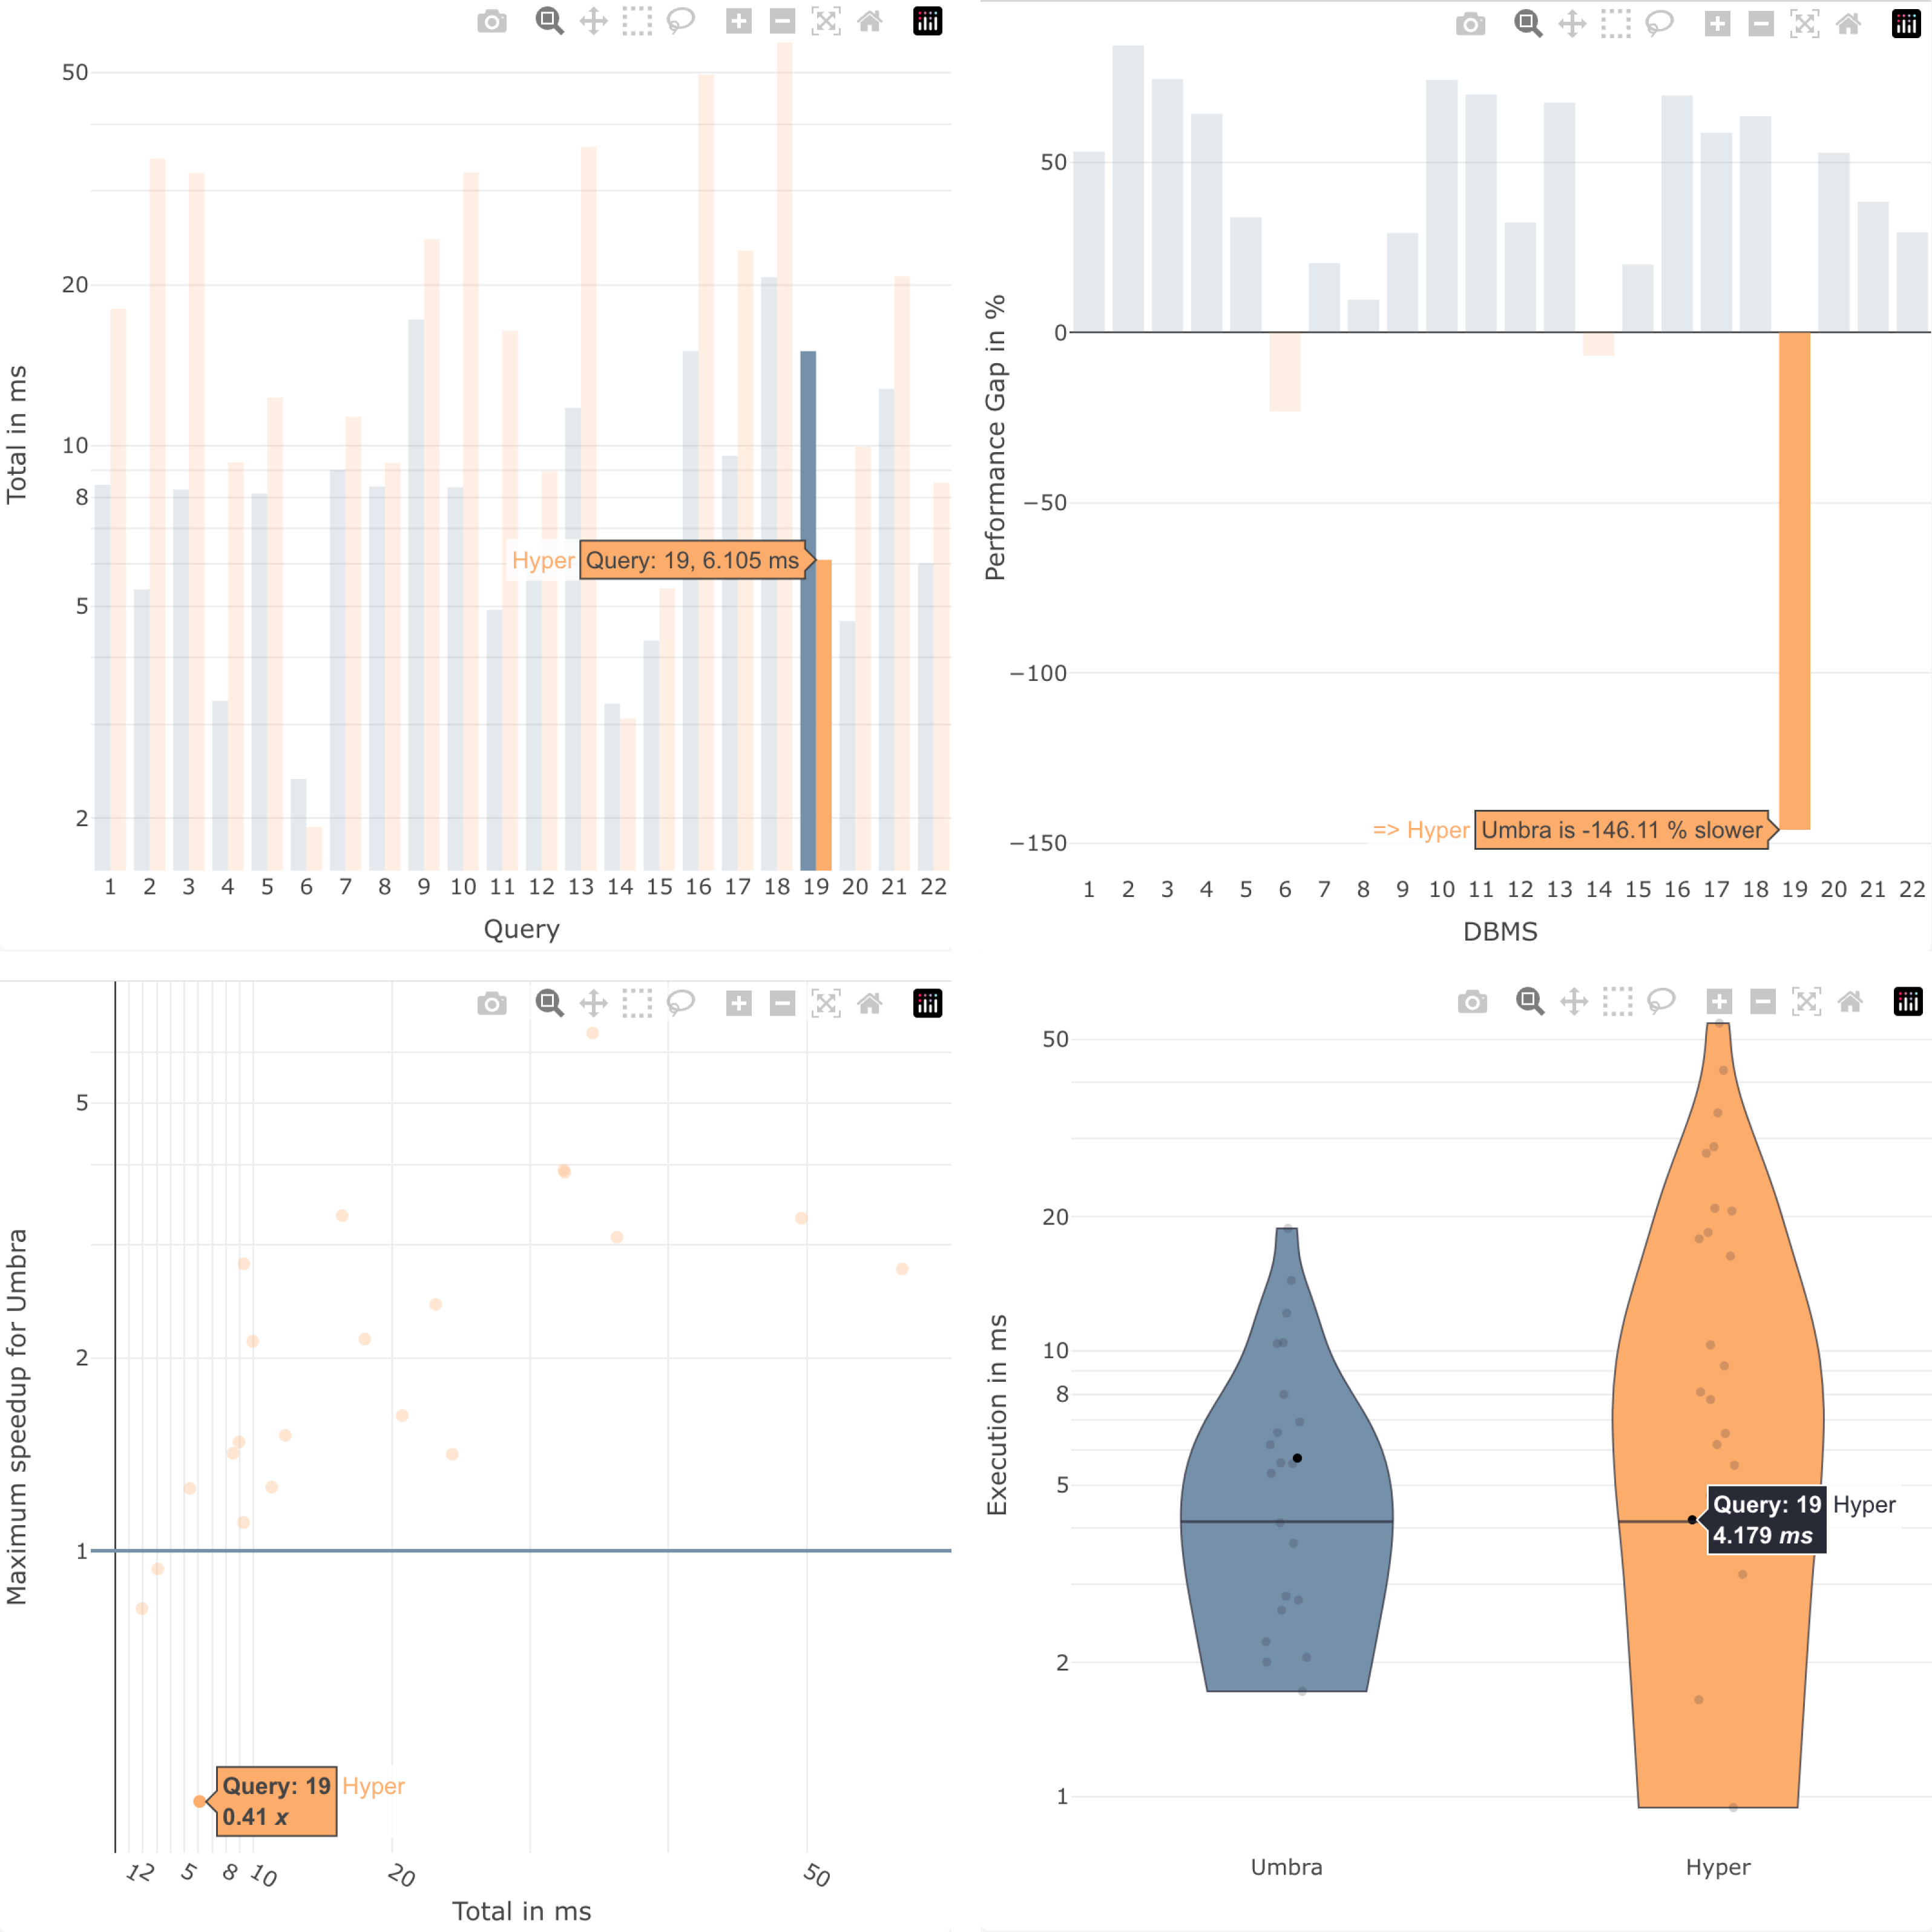 50
20
10
8
5
2
Total in ms
Hyper Query: 19, 6.105 ms
1 2 3 4 5 6 7 8 9 10 11 12 13 14 15 16 17 18 19 20 21 22
Query
50
0
−50
−100
−150
Performance Gap in %
=> Hyper Umbra is -146.11 % slower
1 2 3 4 5 6 7 8 9 10 11 12 13 14 15 16 17 18 19 20 21 22
DBMS
5
2
1
Maximum speedup for Umbra
Query: 19 Hyper
0.41 x
1 2 5 8 10 20 50
Total in ms
50
20
10
8
5
2
1
Execution in ms
Query: 19 Hyper
4.179 ms
Umbra Hyper